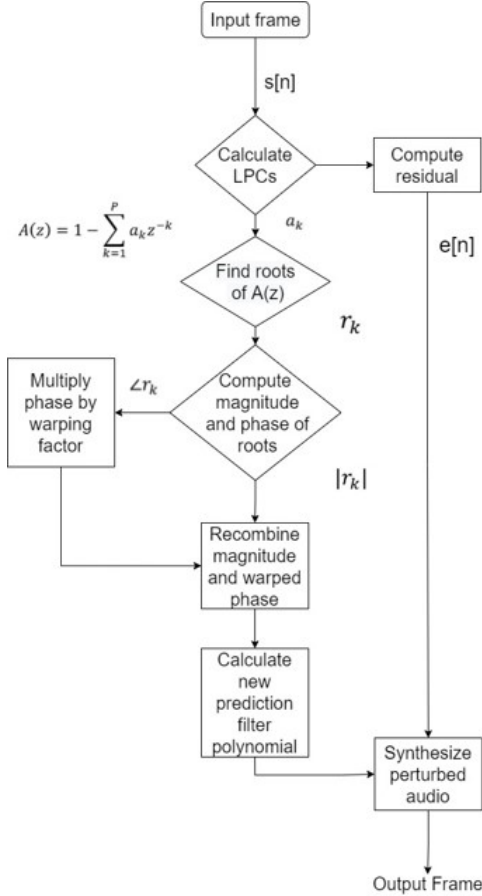 Input frame
s[n]
Calculate
LPCs
Compute
residual
A(z) = 1 − ∑_{k=1}^{P} a_k z^{−k}
a_k
e[n]
Find roots
of A(z)
r_k
Multiply
phase by
warping
factor
∠r_k
Compute
magnitude
and phase of
roots
|r_k|
Recombine
magnitude
and warped
phase
Calculate
new
prediction
filter
polynomial
Synthesize
perturbed
audio
Output Frame